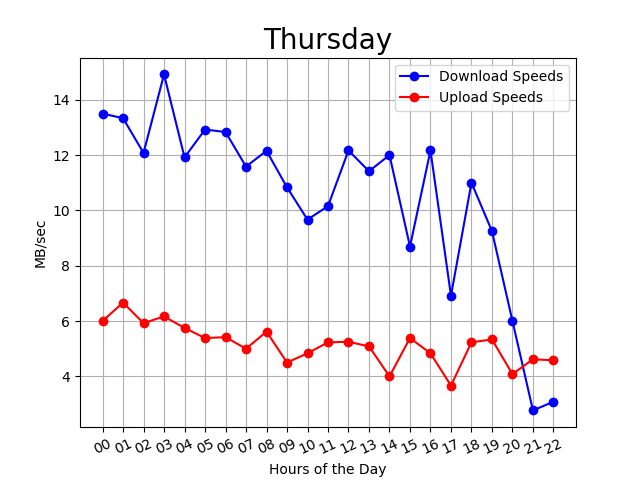 Thursday
Download Speeds
Upload Speeds
14
12
10
8
6
4
MB/sec
00 01 02 03 04 05 06 07 08 09 10 11 12 13 14 15 16 17 18 19 20 21 22
Hours of the Day